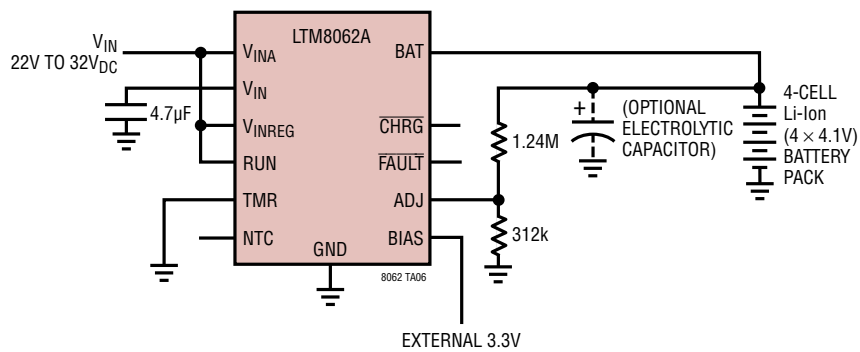 VIN
22V TO 32VDC
4.7µF
LTM8062A
VINA
VIN
VINREG
RUN
TMR
NTC
GND
BAT
CHRG
FAULT
ADJ
BIAS
8062 TA06
1.24M
312k
+
(OPTIONAL
ELECTROLYTIC
CAPACITOR)
4-CELL
Li-Ion
(4 × 4.1V)
BATTERY
PACK
EXTERNAL 3.3V